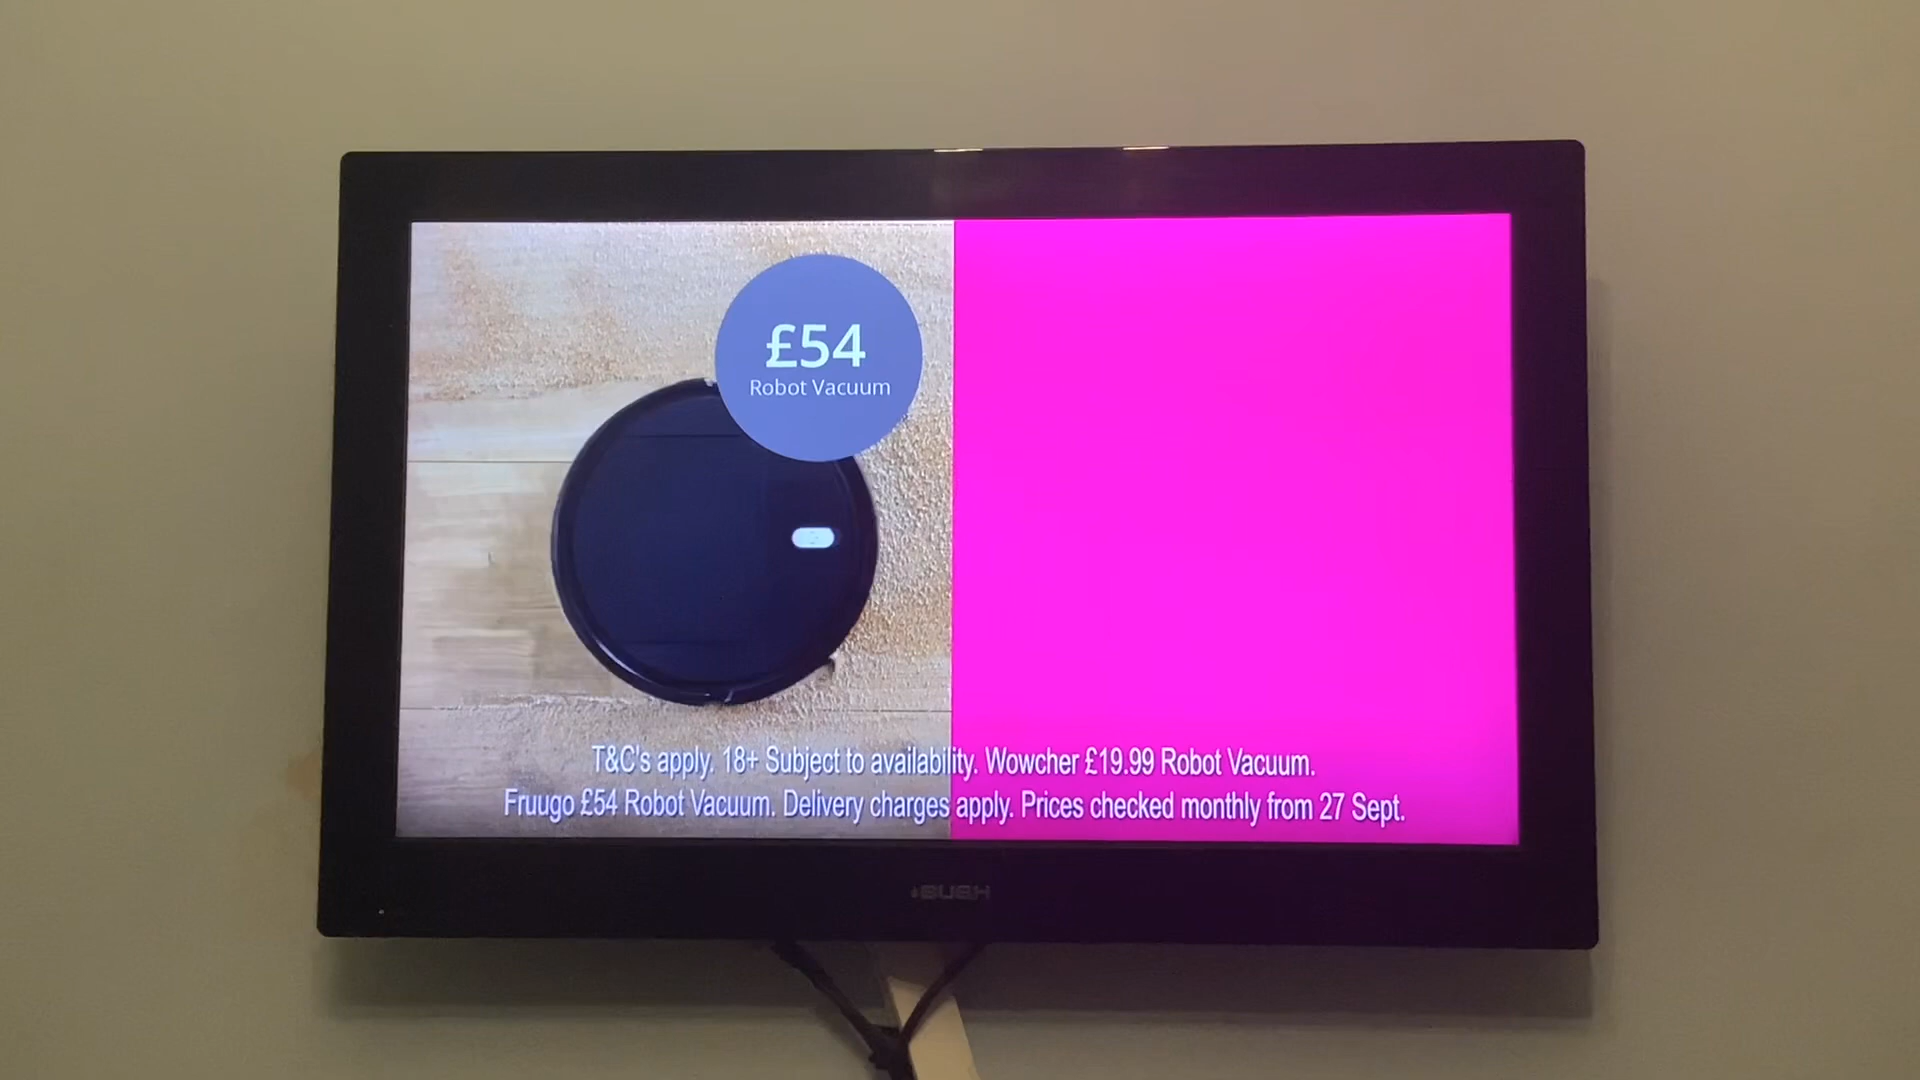 £54
Robot Vacuum
T&C's apply. 18+ Subject to availability. Wowcher £19.99 Robot Vacuum.
Fruugo £54 Robot Vacuum. Delivery charges apply. Prices checked monthly from 27 Sept.
BUSH